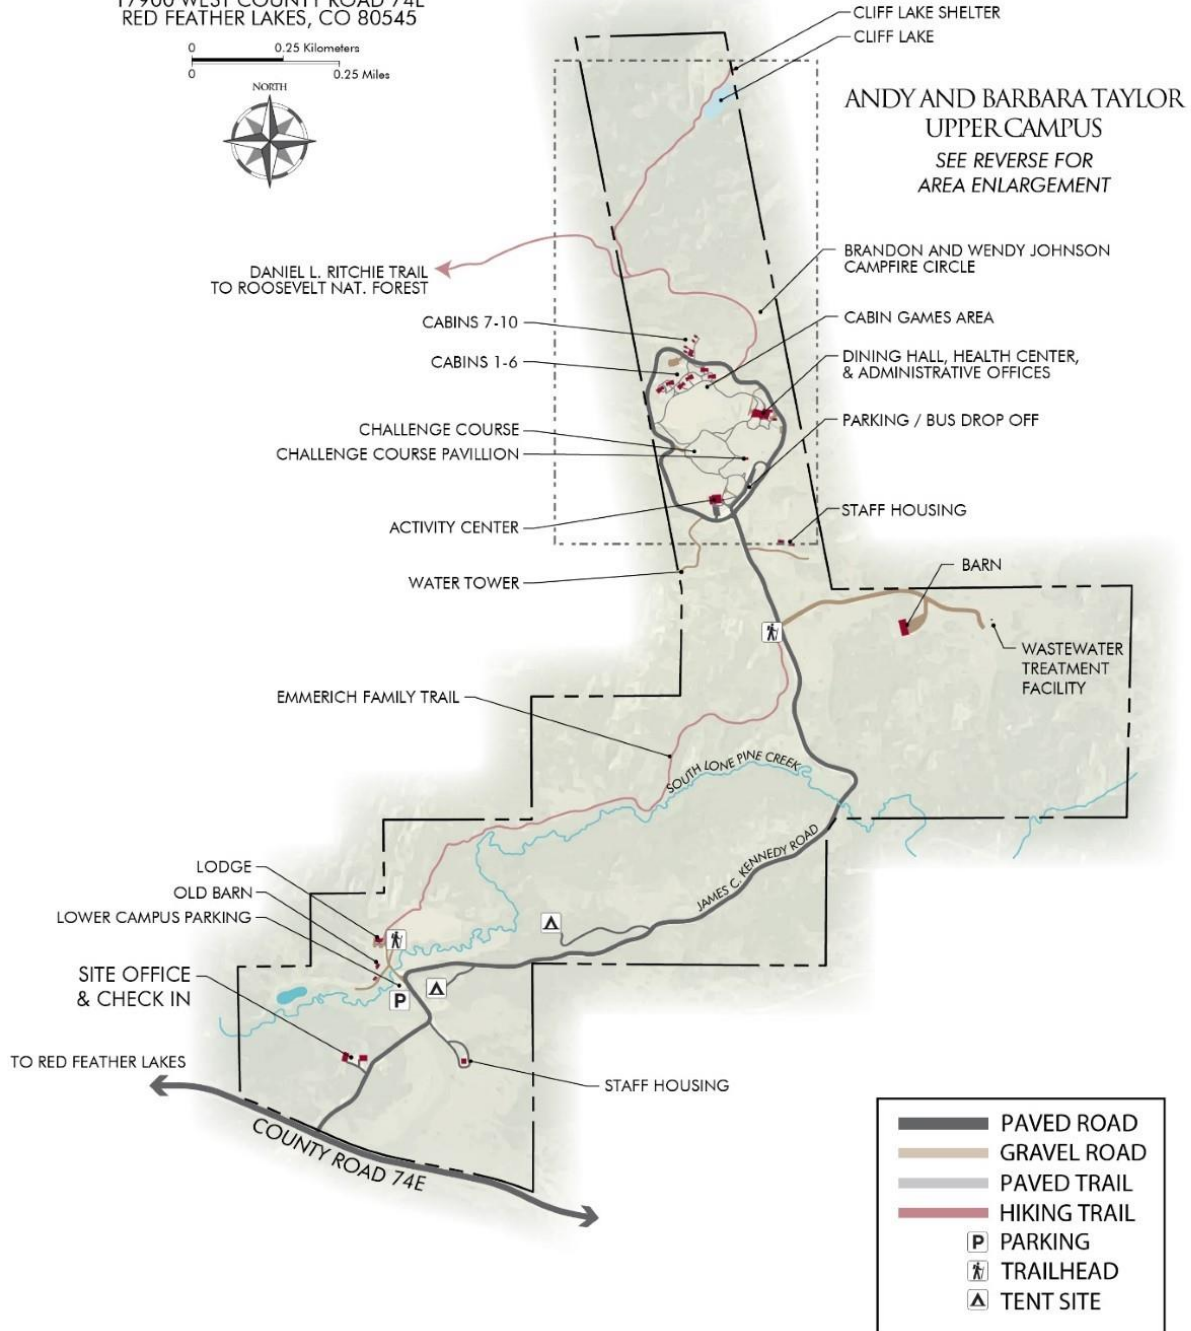 17900 WEST COUNTY ROAD 74E
RED FEATHER LAKES, CO 80545
0 0.25 Kilometers
0 0.25 Miles
NORTH
CLIFF LAKE SHELTER
CLIFF LAKE
ANDY AND BARBARA TAYLOR
UPPER CAMPUS
SEE REVERSE FOR
AREA ENLARGEMENT
BRANDON AND WENDY JOHNSON
CAMPFIRE CIRCLE
DANIEL L. RITCHIE TRAIL
TO ROOSEVELT NAT. FOREST
CABINS 7-10
CABIN GAMES AREA
CABINS 1-6
DINING HALL, HEALTH CENTER,
& ADMINISTRATIVE OFFICES
PARKING / BUS DROP OFF
CHALLENGE COURSE
CHALLENGE COURSE PAVILLION
STAFF HOUSING
ACTIVITY CENTER
BARN
WATER TOWER
WASTEWATER
TREATMENT
FACILITY
EMMERICH FAMILY TRAIL
SOUTH LONE PINE CREEK
JAMES C. KENNEDY ROAD
LODGE
OLD BARN
LOWER CAMPUS PARKING
SITE OFFICE
& CHECK IN
P
TO RED FEATHER LAKES
STAFF HOUSING
COUNTY ROAD 74E
PAVED ROAD
GRAVEL ROAD
PAVED TRAIL
HIKING TRAIL
P PARKING
TRAILHEAD
TENT SITE